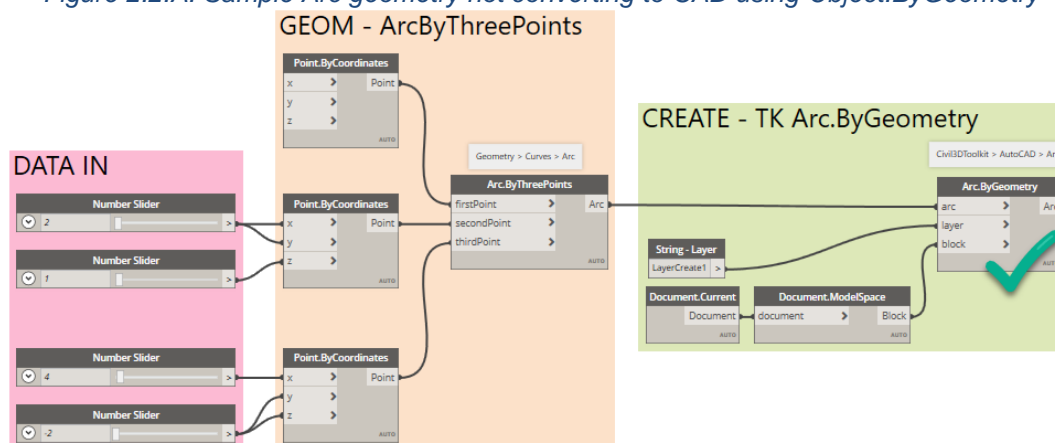 Figure 2.2.A: Sample Arc geometry not converting to CAD using Object.ByGeometry
GEOM - ArcByThreePoints
Point.ByCoordinates
x > Point
y >
z >
AUTO
DATA IN
Number Slider
2 >
Number Slider
1 >
Point.ByCoordinates
x > Point
y >
z >
AUTO
Number Slider
4 >
Number Slider
-2 >
Point.ByCoordinates
x > Point
y >
z >
AUTO
Geometry > Curves > Arc
Arc.ByThreePoints
firstPoint > Arc
secondPoint >
thirdPoint >
AUTO
CREATE - TK Arc.ByGeometry
Civil3DToolkit > AutoCAD > Ar
Arc.ByGeometry
arc > Arc
layer >
block >
AUTO
String - Layer
LayerCreate1 >
Document.Current
Document
AUTO
Document.ModelSpace
document > Block
AUTO